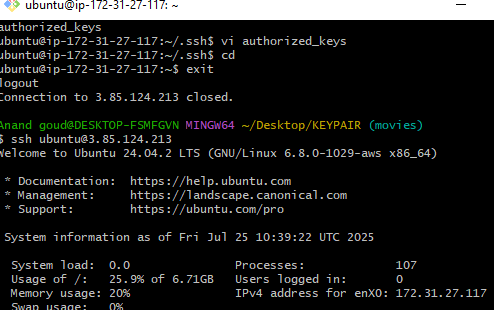 ubuntu@ip-172-31-27-117: ~
authorized_keys
ubuntu@ip-172-31-27-117:~/.ssh$ vi authorized_keys
ubuntu@ip-172-31-27-117:~/.ssh$ cd
ubuntu@ip-172-31-27-117:~$ exit
logout
Connection to 3.85.124.213 closed.
Anand goud@DESKTOP-FSMFGVN MINGW64 ~/Desktop/KEYPAIR (movies)
$ ssh ubuntu@3.85.124.213
Welcome to Ubuntu 24.04.2 LTS (GNU/Linux 6.8.0-1029-aws x86_64)
* Documentation:  https://help.ubuntu.com
* Management:     https://landscape.canonical.com
* Support:        https://ubuntu.com/pro
System information as of Fri Jul 25 10:39:22 UTC 2025
System load:  0.0               Processes:             107
Usage of /:   25.9% of 6.71GB   Users logged in:       0
Memory usage: 20%               IPv4 address for enX0: 172.31.27.117
Swap usage:   0%